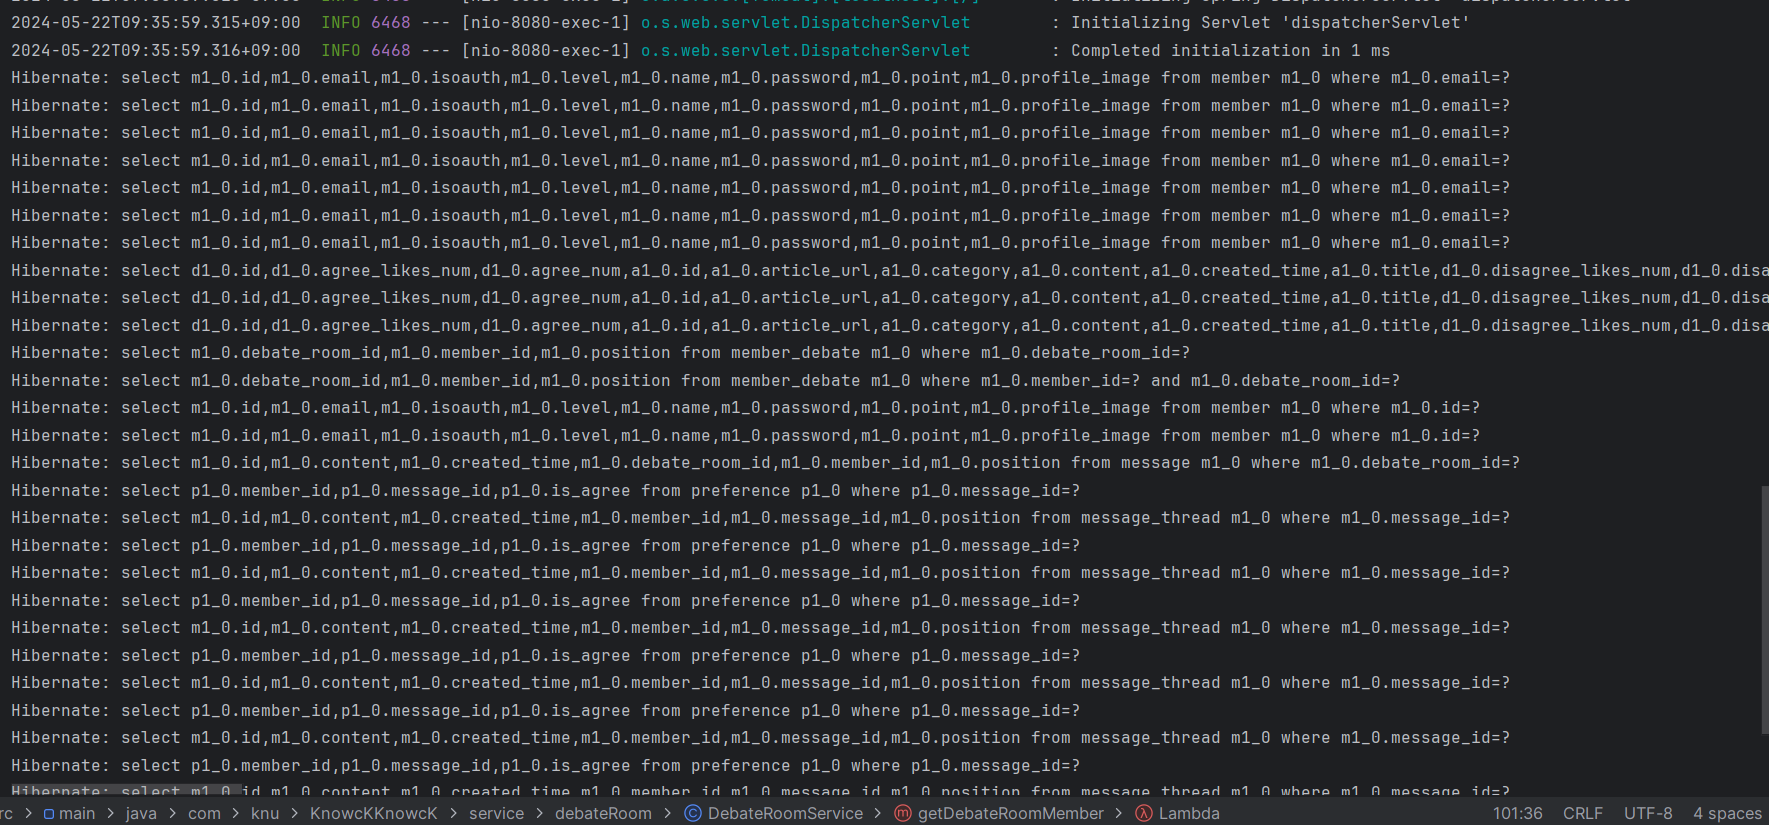 2024-05-22T09:35:59.315+09:00  INFO 6468 --- [nio-8080-exec-1] o.s.web.servlet.DispatcherServlet        : Initializing Servlet 'dispatcherServlet'
2024-05-22T09:35:59.316+09:00  INFO 6468 --- [nio-8080-exec-1] o.s.web.servlet.DispatcherServlet        : Completed initialization in 1 ms
Hibernate: select m1_0.id,m1_0.email,m1_0.isoauth,m1_0.level,m1_0.name,m1_0.password,m1_0.point,m1_0.profile_image from member m1_0 where m1_0.email=?
Hibernate: select m1_0.id,m1_0.email,m1_0.isoauth,m1_0.level,m1_0.name,m1_0.password,m1_0.point,m1_0.profile_image from member m1_0 where m1_0.email=?
Hibernate: select m1_0.id,m1_0.email,m1_0.isoauth,m1_0.level,m1_0.name,m1_0.password,m1_0.point,m1_0.profile_image from member m1_0 where m1_0.email=?
Hibernate: select m1_0.id,m1_0.email,m1_0.isoauth,m1_0.level,m1_0.name,m1_0.password,m1_0.point,m1_0.profile_image from member m1_0 where m1_0.email=?
Hibernate: select m1_0.id,m1_0.email,m1_0.isoauth,m1_0.level,m1_0.name,m1_0.password,m1_0.point,m1_0.profile_image from member m1_0 where m1_0.email=?
Hibernate: select m1_0.id,m1_0.email,m1_0.isoauth,m1_0.level,m1_0.name,m1_0.password,m1_0.point,m1_0.profile_image from member m1_0 where m1_0.email=?
Hibernate: select m1_0.id,m1_0.email,m1_0.isoauth,m1_0.level,m1_0.name,m1_0.password,m1_0.point,m1_0.profile_image from member m1_0 where m1_0.email=?
Hibernate: select d1_0.id,d1_0.agree_likes_num,d1_0.agree_num,a1_0.id,a1_0.article_url,a1_0.category,a1_0.content,a1_0.created_time,a1_0.title,d1_0.disagree_likes_num,d1_0.disa
Hibernate: select d1_0.id,d1_0.agree_likes_num,d1_0.agree_num,a1_0.id,a1_0.article_url,a1_0.category,a1_0.content,a1_0.created_time,a1_0.title,d1_0.disagree_likes_num,d1_0.disa
Hibernate: select d1_0.id,d1_0.agree_likes_num,d1_0.agree_num,a1_0.id,a1_0.article_url,a1_0.category,a1_0.content,a1_0.created_time,a1_0.title,d1_0.disagree_likes_num,d1_0.disa
Hibernate: select m1_0.debate_room_id,m1_0.member_id,m1_0.position from member_debate m1_0 where m1_0.debate_room_id=?
Hibernate: select m1_0.debate_room_id,m1_0.member_id,m1_0.position from member_debate m1_0 where m1_0.member_id=? and m1_0.debate_room_id=?
Hibernate: select m1_0.id,m1_0.email,m1_0.isoauth,m1_0.level,m1_0.name,m1_0.password,m1_0.point,m1_0.profile_image from member m1_0 where m1_0.id=?
Hibernate: select m1_0.id,m1_0.email,m1_0.isoauth,m1_0.level,m1_0.name,m1_0.password,m1_0.point,m1_0.profile_image from member m1_0 where m1_0.id=?
Hibernate: select m1_0.id,m1_0.content,m1_0.created_time,m1_0.debate_room_id,m1_0.member_id,m1_0.position from message m1_0 where m1_0.debate_room_id=?
Hibernate: select p1_0.member_id,p1_0.message_id,p1_0.is_agree from preference p1_0 where p1_0.message_id=?
Hibernate: select m1_0.id,m1_0.content,m1_0.created_time,m1_0.member_id,m1_0.message_id,m1_0.position from message_thread m1_0 where m1_0.message_id=?
Hibernate: select p1_0.member_id,p1_0.message_id,p1_0.is_agree from preference p1_0 where p1_0.message_id=?
Hibernate: select m1_0.id,m1_0.content,m1_0.created_time,m1_0.member_id,m1_0.message_id,m1_0.position from message_thread m1_0 where m1_0.message_id=?
Hibernate: select p1_0.member_id,p1_0.message_id,p1_0.is_agree from preference p1_0 where p1_0.message_id=?
Hibernate: select m1_0.id,m1_0.content,m1_0.created_time,m1_0.member_id,m1_0.message_id,m1_0.position from message_thread m1_0 where m1_0.message_id=?
Hibernate: select p1_0.member_id,p1_0.message_id,p1_0.is_agree from preference p1_0 where p1_0.message_id=?
Hibernate: select m1_0.id,m1_0.content,m1_0.created_time,m1_0.member_id,m1_0.message_id,m1_0.position from message_thread m1_0 where m1_0.message_id=?
Hibernate: select p1_0.member_id,p1_0.message_id,p1_0.is_agree from preference p1_0 where p1_0.message_id=?
Hibernate: select m1_0.id,m1_0.content,m1_0.created_time,m1_0.member_id,m1_0.message_id,m1_0.position from message_thread m1_0 where m1_0.message_id=?
Hibernate: select p1_0.member_id,p1_0.message_id,p1_0.is_agree from preference p1_0 where p1_0.message_id=?
Hibernate: select m1_0.id,m1_0.content,m1_0.created_time,m1_0.member_id,m1_0.message_id,m1_0.position from message_thread m1_0 where m1_0.message_id=?
rc > main > java > com > knu > KnowcKKnowcK > service > debateRoom > DebateRoomService > getDebateRoomMember > Lambda 101:36 CRLF UTF-8 4 spaces